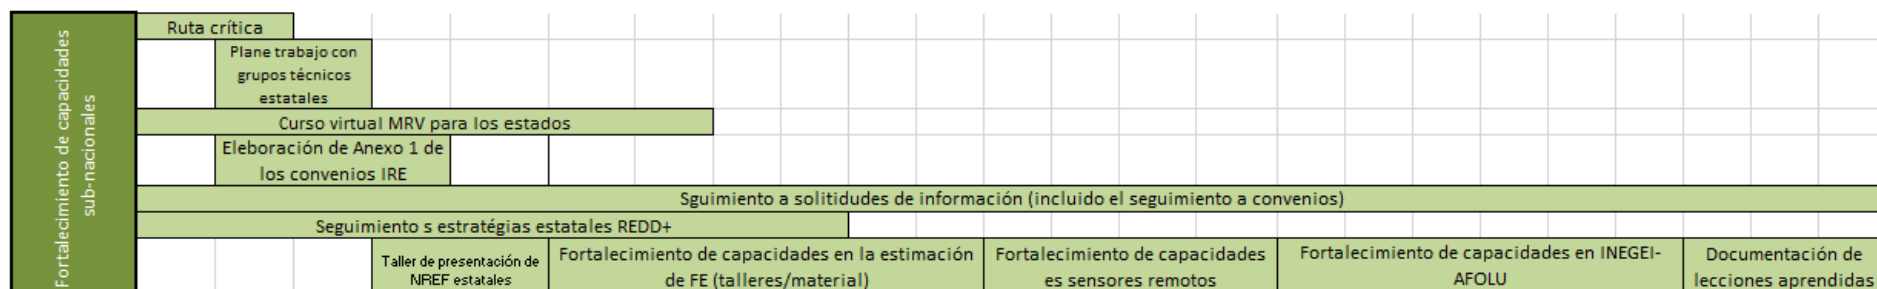 Fortalecimiento de capacidades
sub-nacionales
Ruta crítica
Plane trabajo con
grupos técnicos
estatales
Curso virtual MRV para los estados
Eleboración de Anexo 1 de
los convenios IRE
Sguimiento a solitidudes de información (incluido el seguimiento a convenios)
Seguimiento s estratégias estatales REDD+
Taller de presentación de
NREF estatales
Fortalecimiento de capacidades en la estimación
de FE (talleres/material)
Fortalecimiento de capacidades
es sensores remotos
Fortalecimiento de capacidades en INEGEI-
AFOLU
Documentación de
lecciones aprendidas